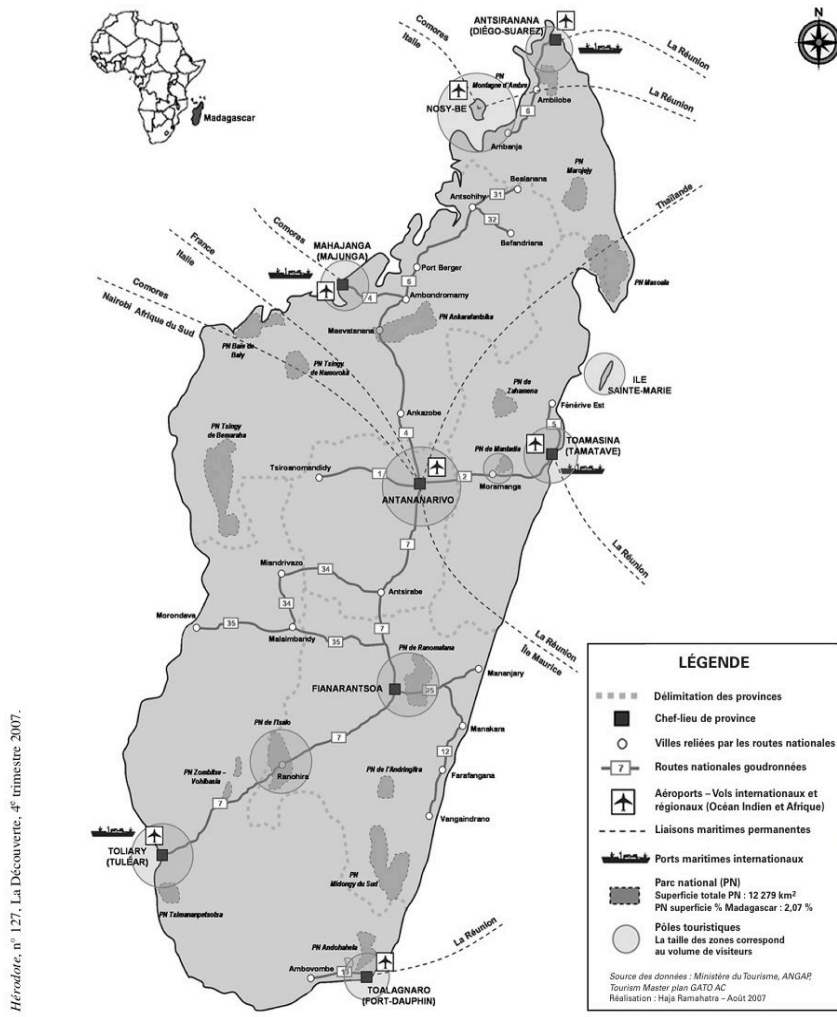 N
Madagascar
ANTSIRANANA
(DIÉGO-SUAREZ)
Comores
Italie
La Réunion
La Réunion
PN
Montagne d'Ambre
NOSY-BE
Ambilobe
6
Ambanja
PN
Marojejy
Bealanana
31
Antsohihy
32
Befandriana
Thaïlande
France
Italie
Comores
MAHAJANGA
(MAJUNGA)
Port Berger
6
4
Ambondromamy
PN Masoala
Comores
Nairobi Afrique du Sud
PN Ankarafantsika
Maevatanana
PN Baie de
Baly
PN Tsingy
de Namoroka
ILE
SAINTE-MARIE
PN de
Zahamena
Fénérive Est
Ankazobe
PN Tsingy
de Bemaraha
4
5
TOAMASINA
(TAMATAVE)
PN de Mantadia
Tsiroanomandidy
1
2
Moramanga
ANTANANARIVO
7
La Réunion
Miandrivazo
34
Antsirabe
34
Morondava
35
7
Malaimbandy
35
La Réunion
Île Maurice
PN de Ranomafana
Mananjary
FIANARANTSOA
25
PN de l'Isalo
7
Manakara
12
PN Zombitse –
Vohibasia
Ranohira
PN de l'Andringitra
Farafangana
7
Vangaindrano
TOLIARY
(TULÉAR)
PN
Midongy du Sud
PN Tsimananpetsotra
PN Andohahela
La Réunion
Ambovombe
13
TOALAGNARO
(FORT-DAUPHIN)
LÉGENDE
Délimitation des provinces
Chef-lieu de province
Villes reliées par les routes nationales
7
Routes nationales goudronnées
Aéroports – Vols internationaux et
régionaux (Océan Indien et Afrique)
Liaisons maritimes permanentes
Ports maritimes internationaux
Parc national (PN)
Superficie totale PN : 12 279 km²
PN superficie % Madagascar : 2,07 %
Pôles touristiques
La taille des zones correspond
au volume de visiteurs
Source des données : Ministère du Tourisme, ANGAP,
Tourism Master plan GATO AC
Réalisation : Haja Ramahatra – Août 2007
Hérodote, n° 127, La Découverte, 4e trimestre 2007.